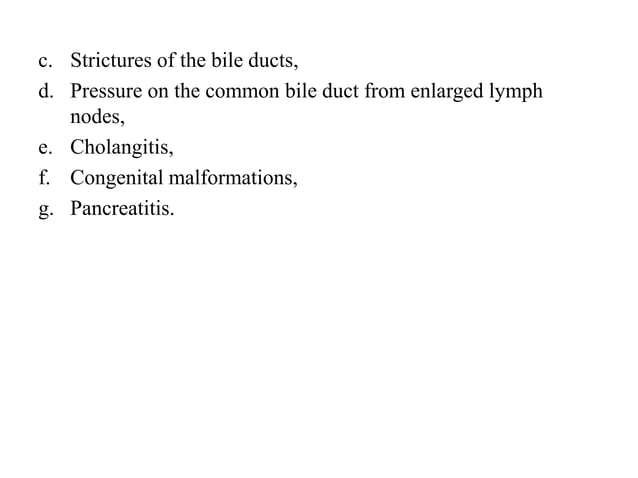 c. Strictures of the bile ducts,
d. Pressure on the common bile duct from enlarged lymph
nodes,
e. Cholangitis,
f. Congenital malformations,
g. Pancreatitis.